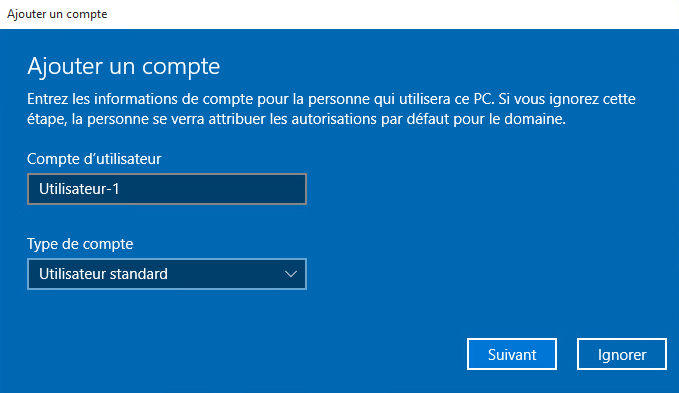 Ajouter un compte
Ajouter un compte
Entrez les informations de compte pour la personne qui utilisera ce PC. Si vous ignorez cette
étape, la personne se verra attribuer les autorisations par défaut pour le domaine.
Compte d’utilisateur
Utilisateur-1
Type de compte
Utilisateur standard
Suivant
Ignorer